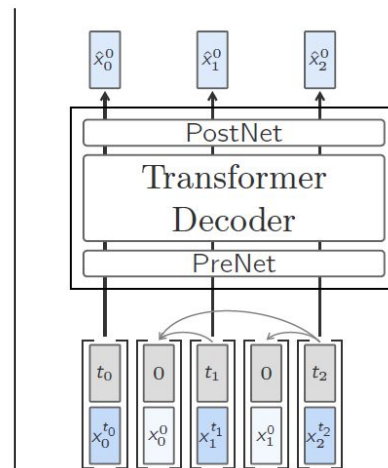 x̂₀⁰ x̂₁⁰ x̂₂⁰
PostNet
Transformer
Decoder
PreNet
t₀ 0 t₁ 0 t₂
x₀^t₀ x₀⁰ x₁^t₁ x₁⁰ x₂^t₂